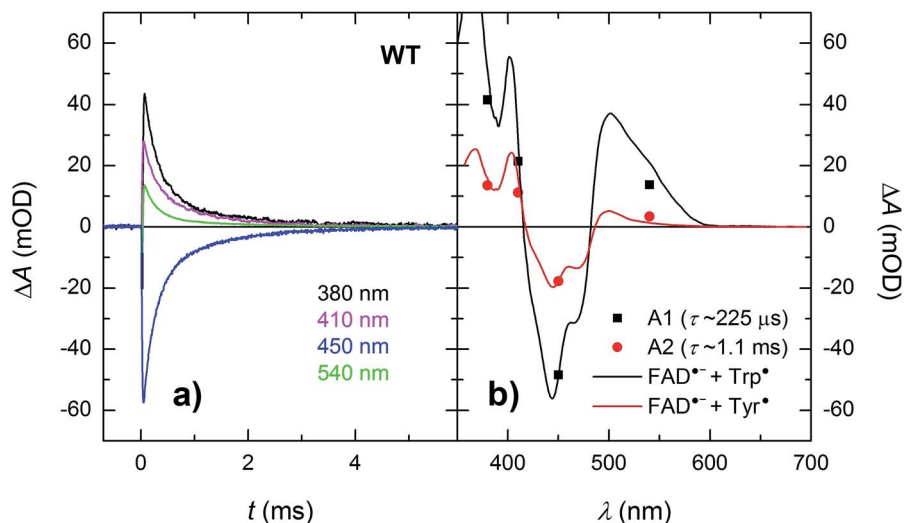 WT
60
40
20
0
-20
-40
-60
ΔA (mOD)
0
2
4
t (ms)
380 nm
410 nm
450 nm
540 nm
a)
b)
A1 (τ ~225 μs)
A2 (τ ~1.1 ms)
FAD•− + Trp•
FAD•− + Tyr•
400
500
600
700
λ (nm)
60
40
20
0
-20
-40
-60
ΔA (mOD)